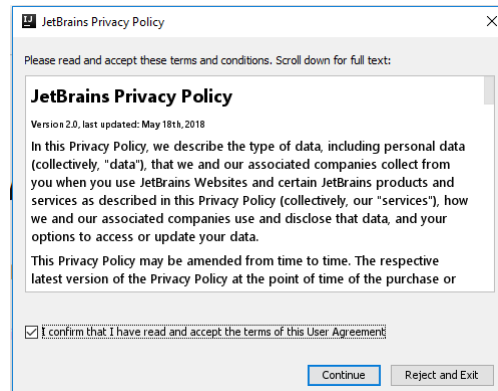 JetBrains Privacy Policy
Please read and accept these terms and conditions. Scroll down for full text:
JetBrains Privacy Policy
Version 2.0, last updated: May 18th, 2018
In this Privacy Policy, we describe the type of data, including personal data
(collectively, "data"), that we and our associated companies collect from
you when you use JetBrains Websites and certain JetBrains products and
services as described in this Privacy Policy (collectively, our "services"), how
we and our associated companies use and disclose that data, and your
options to access or update your data.
This Privacy Policy may be amended from time to time. The respective
latest version of the Privacy Policy at the point of time of the purchase or
I confirm that I have read and accept the terms of this User Agreement
Continue Reject and Exit